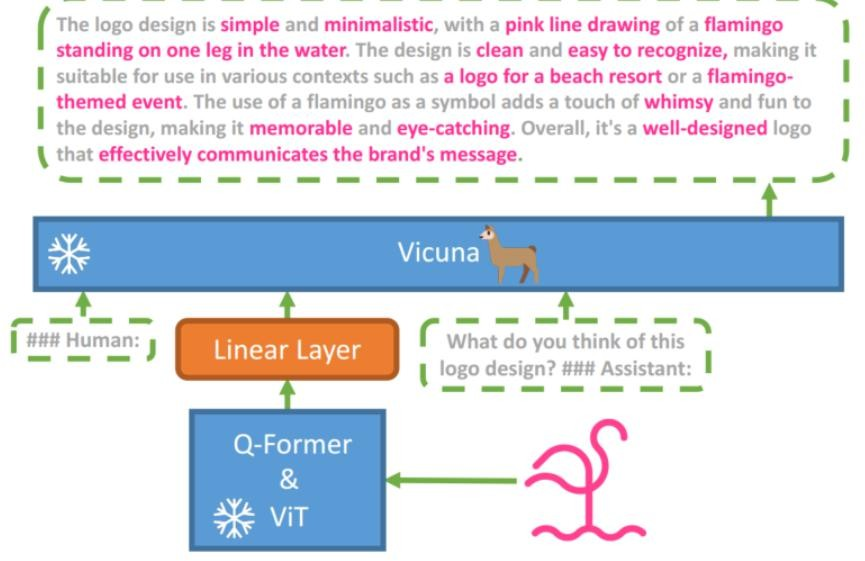 The logo design is simple and minimalistic, with a pink line drawing of a flamingo
standing on one leg in the water. The design is clean and easy to recognize, making it
suitable for use in various contexts such as a logo for a beach resort or a flamingo-
themed event. The use of a flamingo as a symbol adds a touch of whimsy and fun to
the design, making it memorable and eye-catching. Overall, it's a well-designed logo
that effectively communicates the brand's message.
Vicuna
### Human:
Linear Layer
What do you think of this
logo design? ### Assistant:
Q-Former
&
ViT